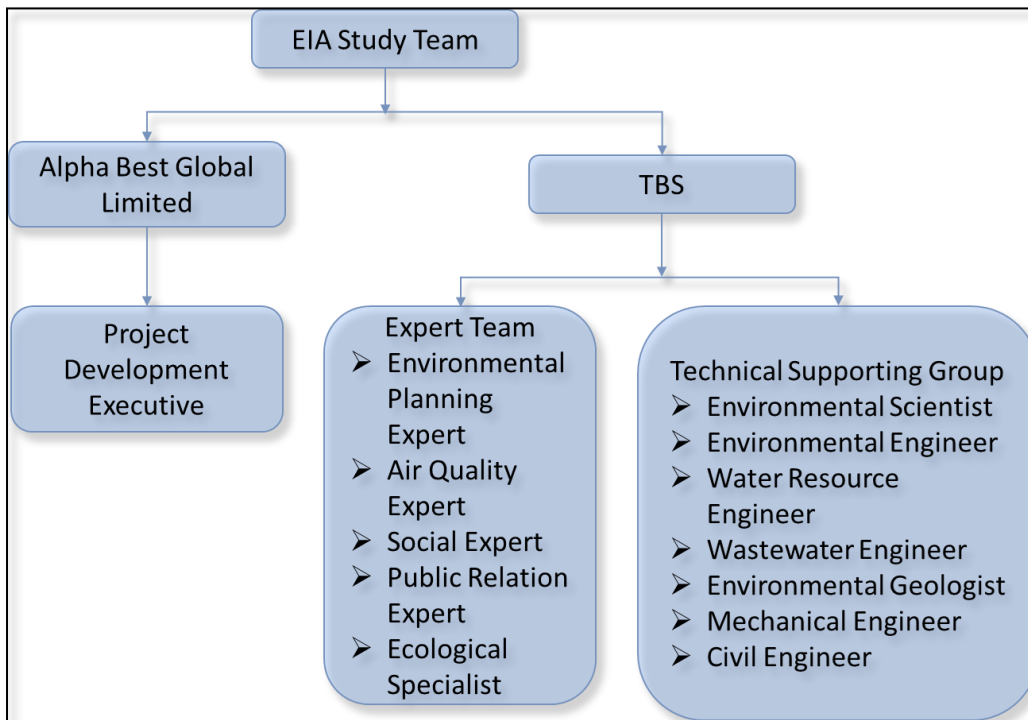 EIA Study Team
Alpha Best Global
Limited
TBS
Project
Development
Executive
Expert Team
➢ Environmental
Planning
Expert
➢ Air Quality
Expert
➢ Social Expert
➢ Public Relation
Expert
➢ Ecological
Specialist
Technical Supporting Group
➢ Environmental Scientist
➢ Environmental Engineer
➢ Water Resource
Engineer
➢ Wastewater Engineer
➢ Environmental Geologist
➢ Mechanical Engineer
➢ Civil Engineer